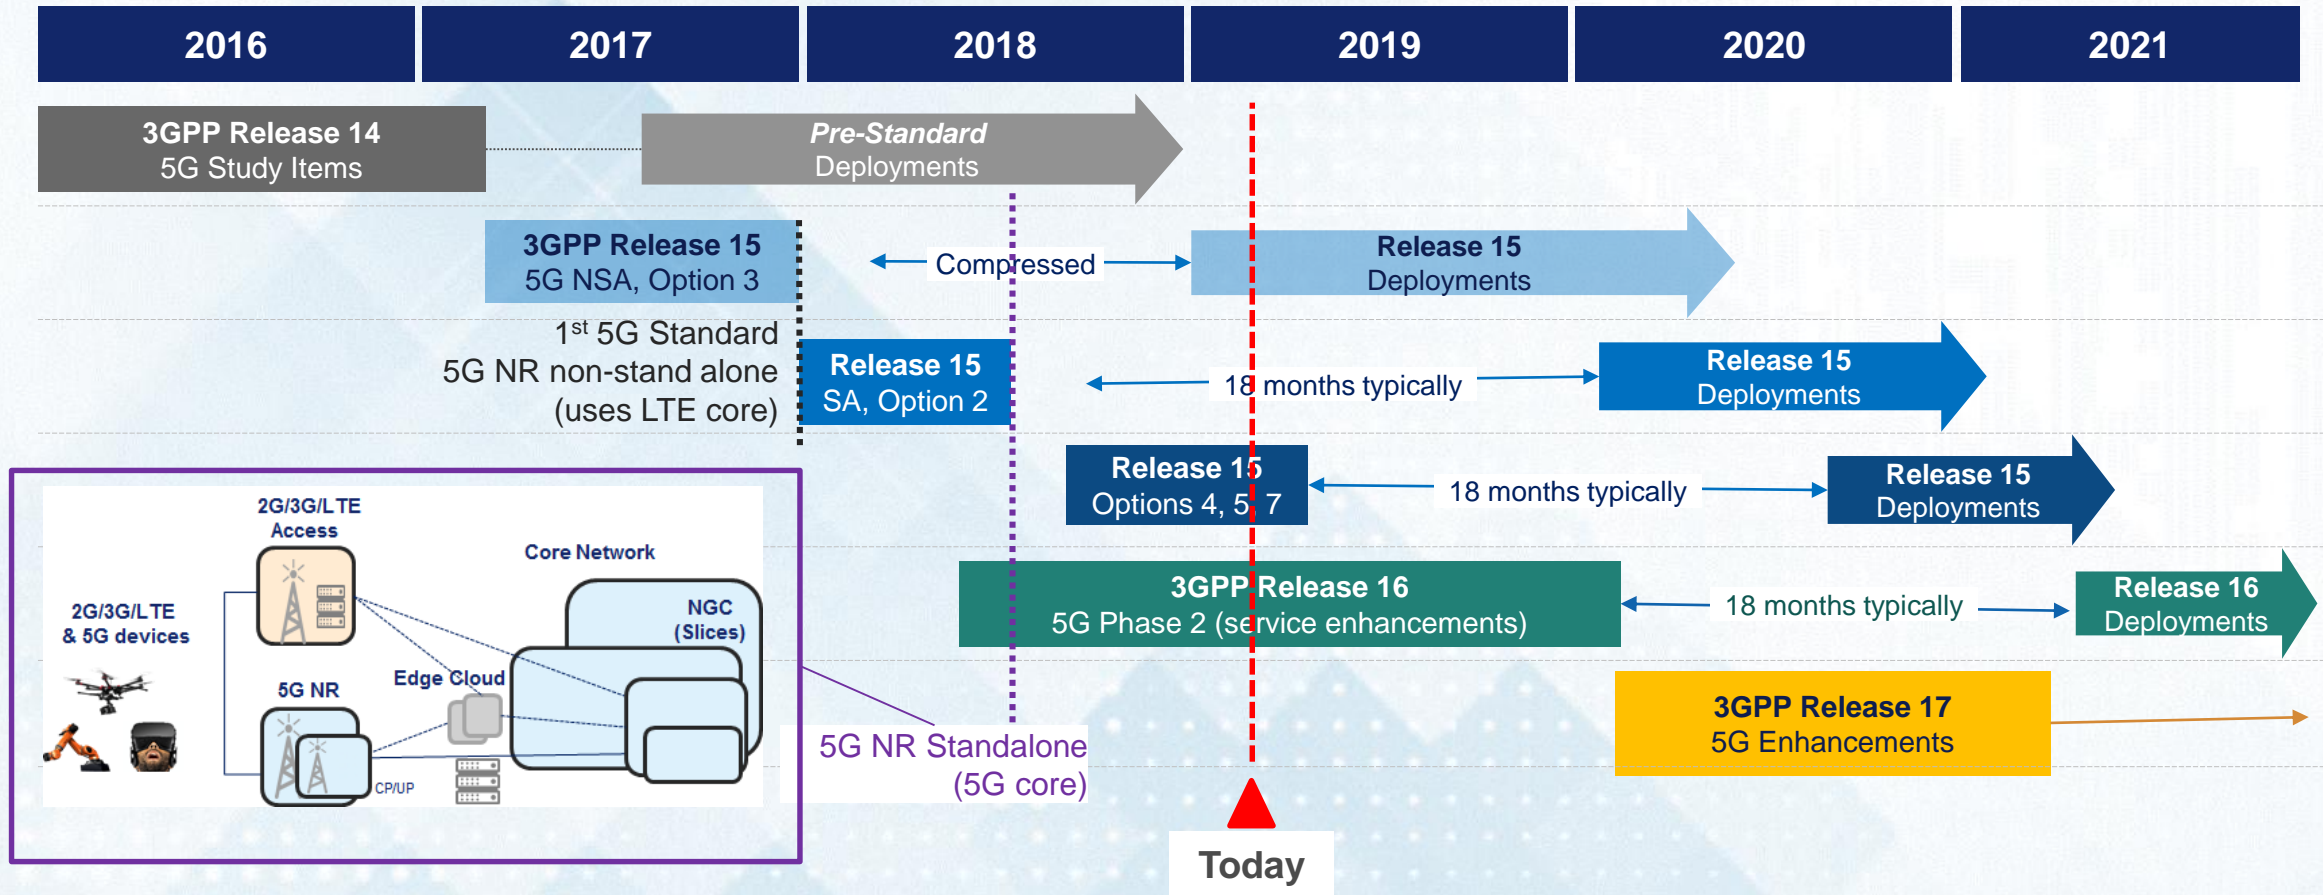 2016
2017
2018
2019
2020
2021
3GPP Release 14
5G Study Items
Pre-Standard
Deployments
3GPP Release 15
5G NSA, Option 3
Compressed
Release 15
Deployments
1st 5G Standard
5G NR non-stand alone
(uses LTE core)
Release 15
SA, Option 2
18 months typically
Release 15
Deployments
Release 15
Options 4, 5, 7
18 months typically
Release 15
Deployments
3GPP Release 16
5G Phase 2 (service enhancements)
18 months typically
Release 16
Deployments
3GPP Release 17
5G Enhancements
2G/3G/LTE
Access
Core Network
2G/3G/LTE
& 5G devices
NGC
(Slices)
5G NR
Edge Cloud
CP/UP
5G NR Standalone
(5G core)
Today